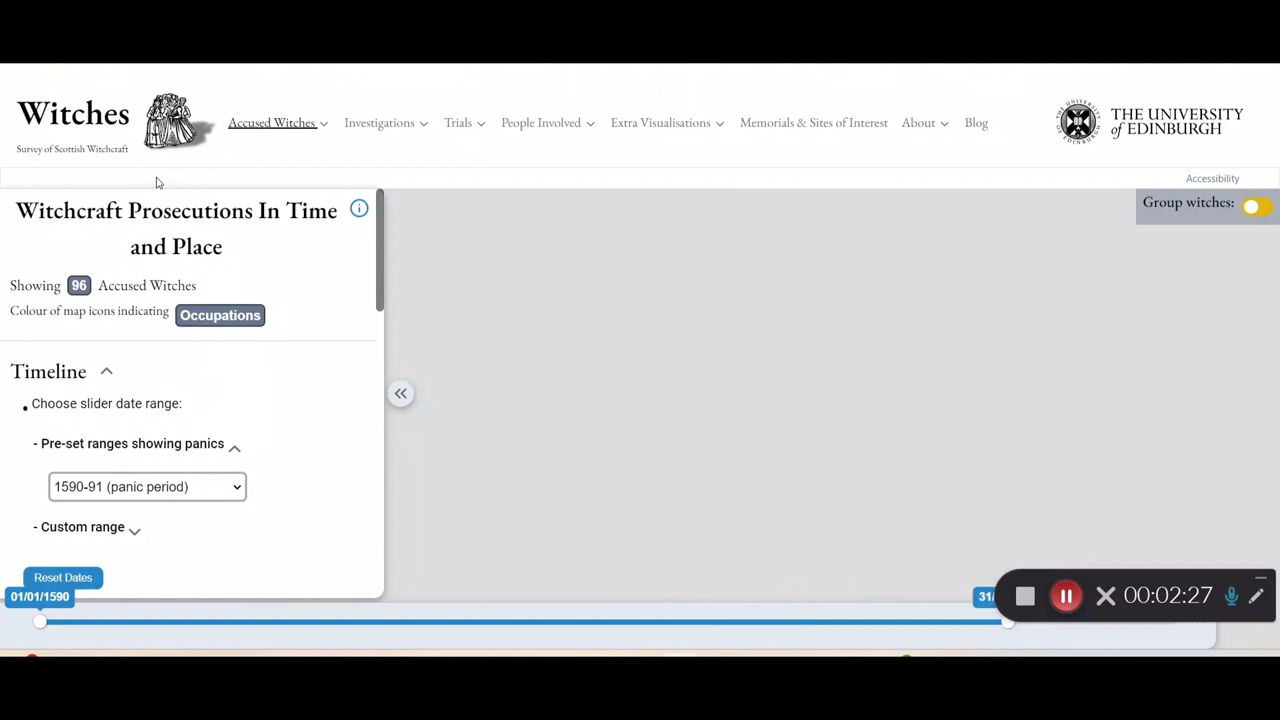 Witches
Survey of Scottish Witchcraft
Accused Witches
Investigations
Trials
People Involved
Extra Visualisations
Memorials & Sites of Interest
About
Blog
THE UNIVERSITY
of EDINBURGH
Accessibility
Witchcraft Prosecutions In Time
and Place
Group witches:
Showing 96 Accused Witches
Colour of map icons indicating Occupations
Timeline
• Choose slider date range:
- Pre-set ranges showing panics
1590-91 (panic period)
- Custom range
Reset Dates
01/01/1590
31/
00:02:27